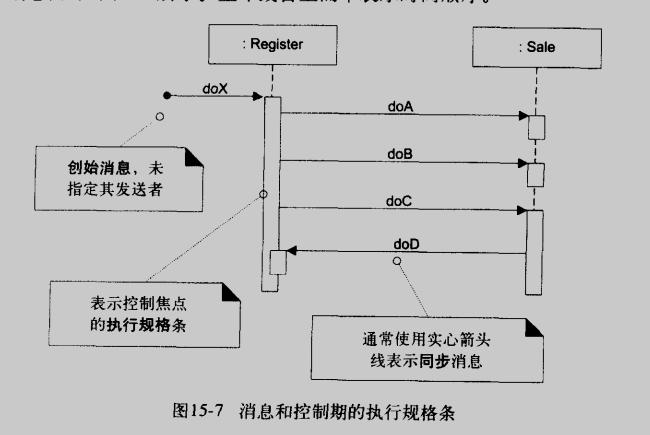 : Register
: Sale
doX
doA
doB
创始消息，未
指定其发送者
doC
doD
表示控制焦点
的执行规格条
通常使用实心箭头
线表示同步消息
图15-7 消息和控制期的执行规格条